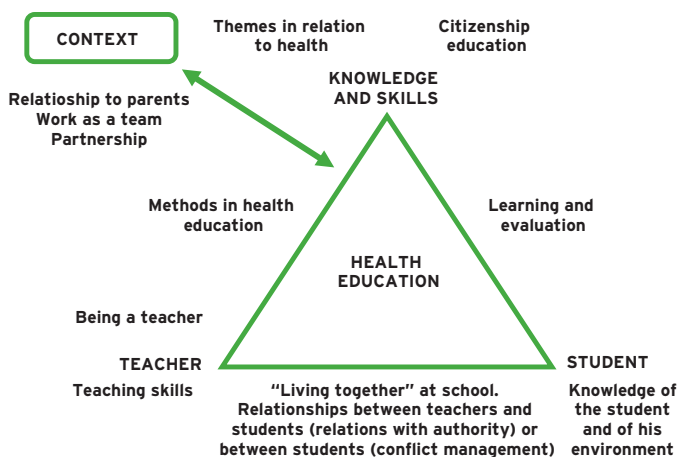 CONTEXT
Themes in relation
to health
Citizenship
education
KNOWLEDGE
AND SKILLS
Relatioship to parents
Work as a team
Partnership
Methods in health
education
Learning and
evaluation
HEALTH
EDUCATION
Being a teacher
TEACHER
STUDENT
Teaching skills
“Living together” at school.
Relationships between teachers and
students (relations with authority) or
between students (conflict management)
Knowledge of
the student
and of his
environment